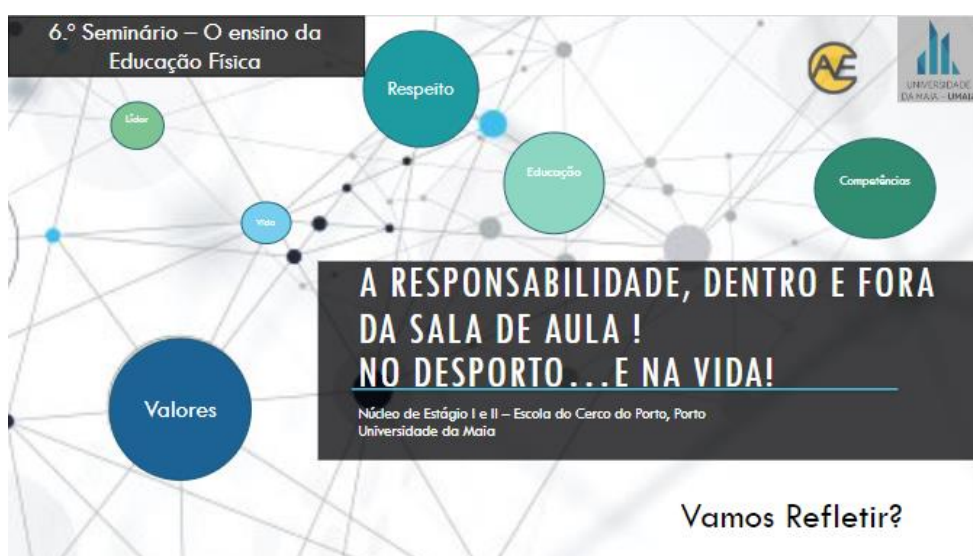 6.º Seminário – O ensino da
Educação Física
Respeito
UNIVERSIDADE
DA MAIA – UMAIA
Líder
Educação
Competências
Vida
A RESPONSABILIDADE, DENTRO E FORA
DA SALA DE AULA !
NO DESPORTO...E NA VIDA!
Valores
Núcleo de Estágio I e II – Escola do Cerco do Porto, Porto
Universidade da Maia
Vamos Refletir?